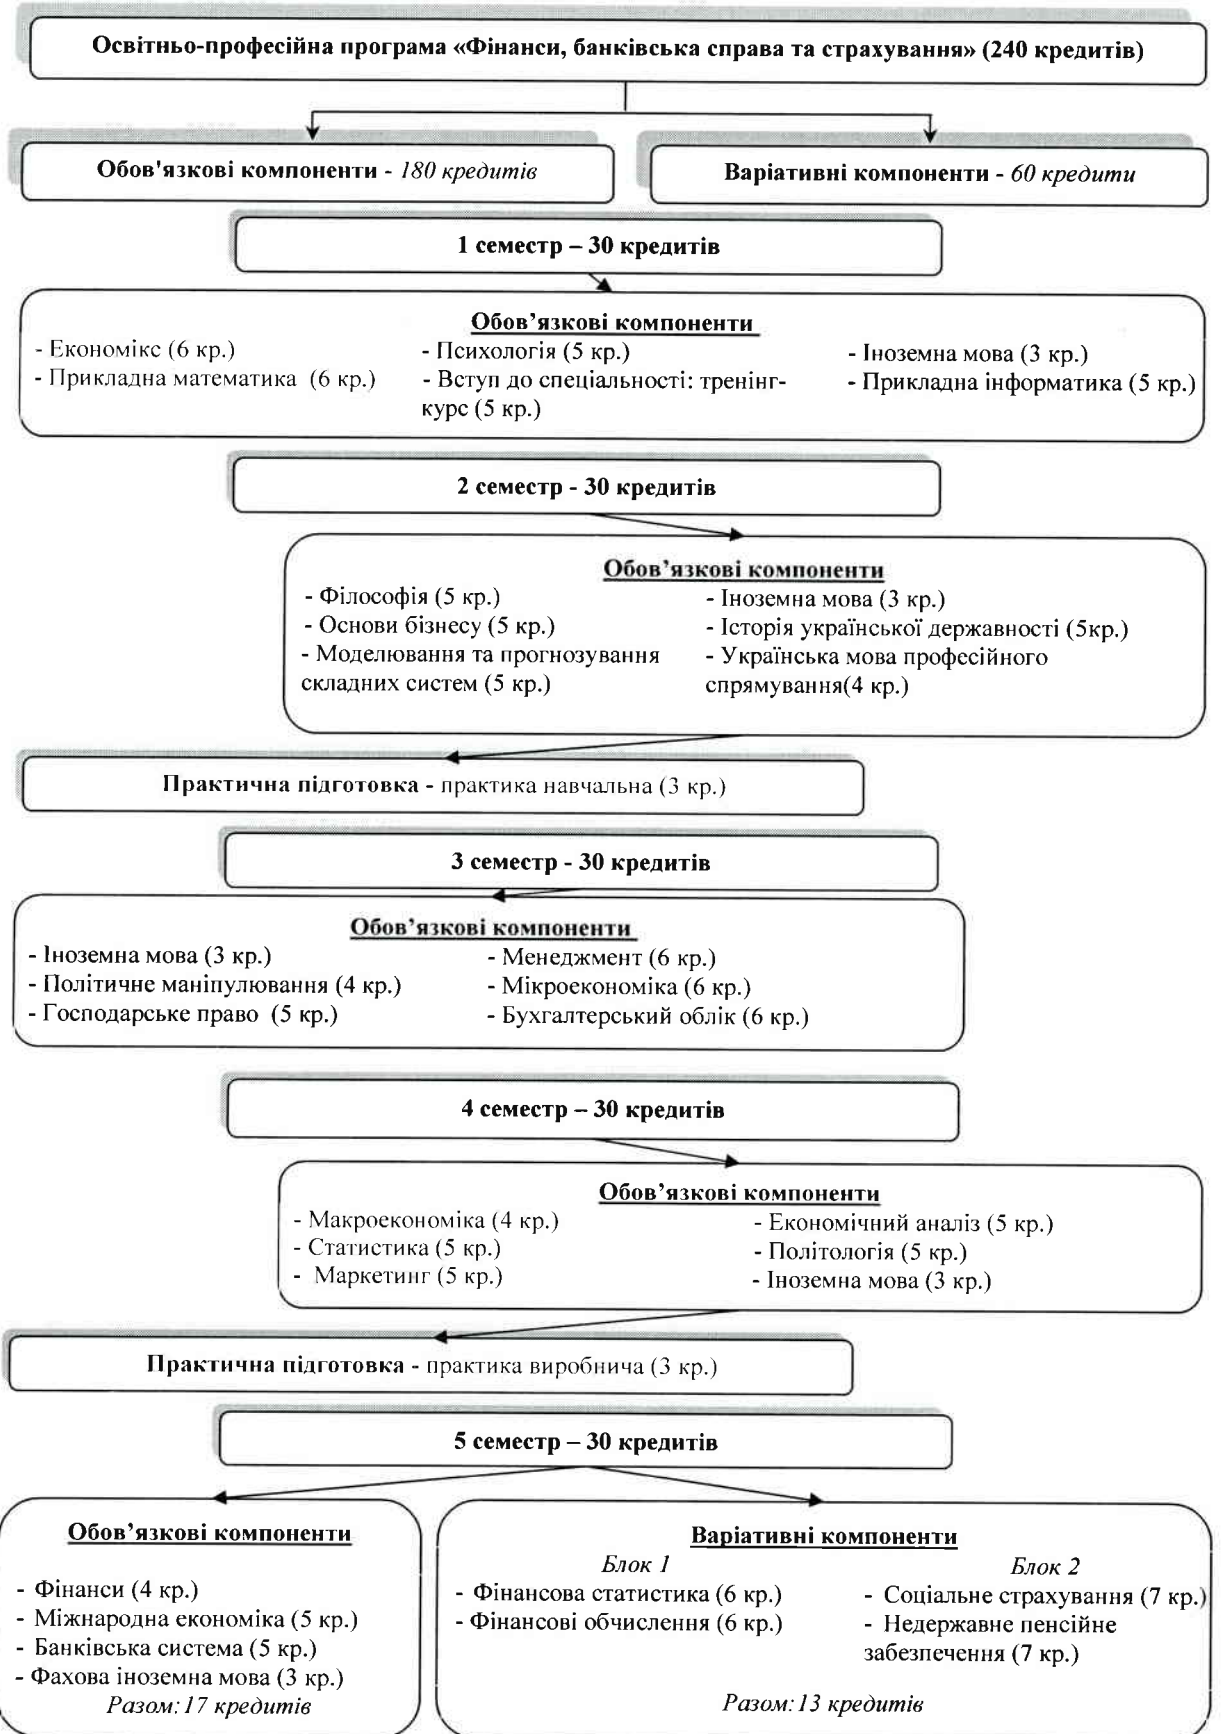 Освітньо-професійна програма «Фінанси, банківська справа та страхування» (240 кредитів)
Обов'язкові компоненти - 180 кредитів
Варіативні компоненти - 60 кредити
1 семестр – 30 кредитів
Обов’язкові компоненти
- Економікс (6 кр.)
- Прикладна математика (6 кр.)
- Психологія (5 кр.)
- Вступ до спеціальності: тренінг-
курс (5 кр.)
- Іноземна мова (3 кр.)
- Прикладна інформатика (5 кр.)
2 семестр - 30 кредитів
Обов’язкові компоненти
- Філософія (5 кр.)
- Основи бізнесу (5 кр.)
- Моделювання та прогнозування
складних систем (5 кр.)
- Іноземна мова (3 кр.)
- Історія української державності (5кр.)
- Українська мова професійного
спрямування(4 кр.)
Практична підготовка - практика навчальна (3 кр.)
3 семестр - 30 кредитів
Обов’язкові компоненти
- Іноземна мова (3 кр.)
- Політичне маніпулювання (4 кр.)
- Господарське право (5 кр.)
- Менеджмент (6 кр.)
- Мікроекономіка (6 кр.)
- Бухгалтерський облік (6 кр.)
4 семестр – 30 кредитів
Обов’язкові компоненти
- Макроекономіка (4 кр.)
- Статистика (5 кр.)
- Маркетинг (5 кр.)
- Економічний аналіз (5 кр.)
- Політологія (5 кр.)
- Іноземна мова (3 кр.)
Практична підготовка - практика виробнича (3 кр.)
5 семестр – 30 кредитів
Обов’язкові компоненти
- Фінанси (4 кр.)
- Міжнародна економіка (5 кр.)
- Банківська система (5 кр.)
- Фахова іноземна мова (3 кр.)
Разом: 17 кредитів
Варіативні компоненти
Блок 1
- Фінансова статистика (6 кр.)
- Фінансові обчислення (6 кр.)
Блок 2
- Соціальне страхування (7 кр.)
- Недержавне пенсійне
забезпечення (7 кр.)
Разом: 13 кредитів